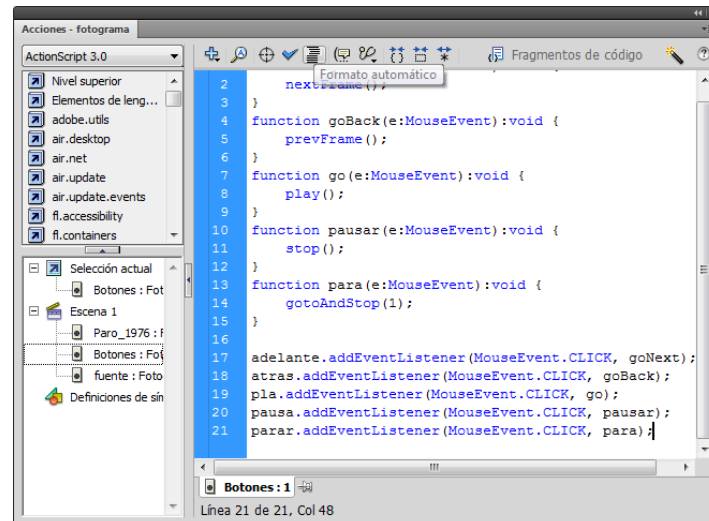 Acciones - fotograma
ActionScript 3.0
Fragmentos de código
Formato automático
Nivel superior
Elementos de leng...
adobe.utils
air.desktop
air.net
air.update
air.update.events
fl.accessibility
fl.containers
Selección actual
Botones : Fot
Escena 1
Paro_1976 : F
Botones : Fot
fuente : Foto
Definiciones de sín
2 nextFrame();
3 }
4 function goBack(e:MouseEvent):void {
5 prevFrame();
6 }
7 function go(e:MouseEvent):void {
8 play();
9 }
10 function pausar(e:MouseEvent):void {
11 stop();
12 }
13 function para(e:MouseEvent):void {
14 gotoAndStop(1);
15 }
16
17 adelante.addEventListener(MouseEvent.CLICK, goNext);
18 atras.addEventListener(MouseEvent.CLICK, goBack);
19 pla.addEventListener(MouseEvent.CLICK, go);
20 pausa.addEventListener(MouseEvent.CLICK, pausar);
21 parar.addEventListener(MouseEvent.CLICK, para);
Botones : 1
Línea 21 de 21, Col 48